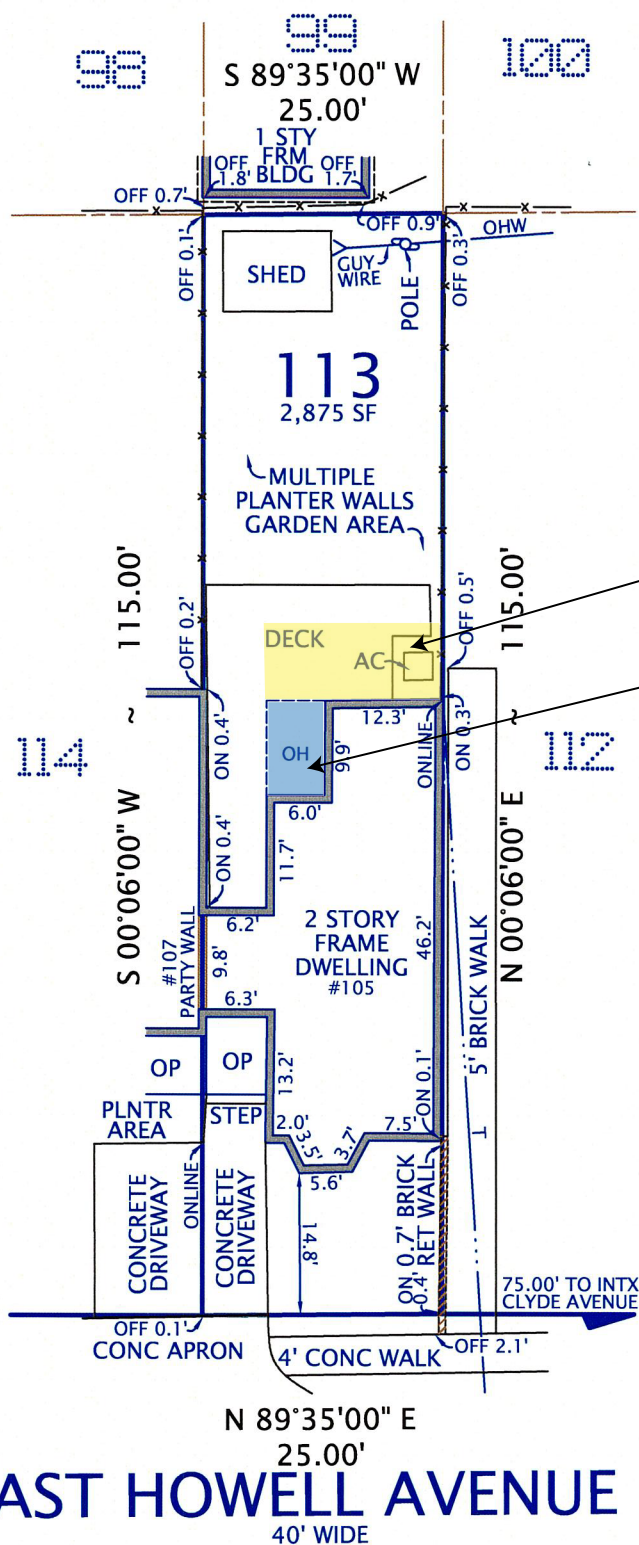 98
99
100
S 89°35'00" W
25.00'
1 STY
FRM
BLDG
OFF
1.8'
OFF
1.7'
OFF 0.7'
OFF 0.9'
OFF 0.1'
OFF 0.3'
OHW
SHED
GUY
WIRE
POLE
113
2,875 SF
MULTIPLE
PLANTER WALLS
GARDEN AREA
115.00'
115.00'
OFF 0.2'
OFF 0.5'
DECK
AC
12.3'
ON 0.4'
ONLINE
ON 0.3'
~
~
OH
9.6'
114
112
6.0'
S 00°06'00" W
N 00°06'00" E
ON 0.4'
11.7'
6.2'
2 STORY
FRAME
DWELLING
#105
46.2'
#107
PARTY WALL
9.8'
6.3'
5' BRICK WALK
OP
OP
13.2'
ON 0.1'
PLNTR
AREA
STEP
2.0'
3.5'
3.7'
7.5'
5.6'
T
CONCRETE
DRIVEWAY
ONLINE
CONCRETE
DRIVEWAY
14.8'
0.7' BRICK
RET WALL
ON
0.4'
75.00' TO INTX
CLYDE AVENUE
OFF 0.1'
CONC APRON
4' CONC WALK
OFF 2.1'
N 89°35'00" E
25.00'
AST HOWELL AVENUE
40' WIDE